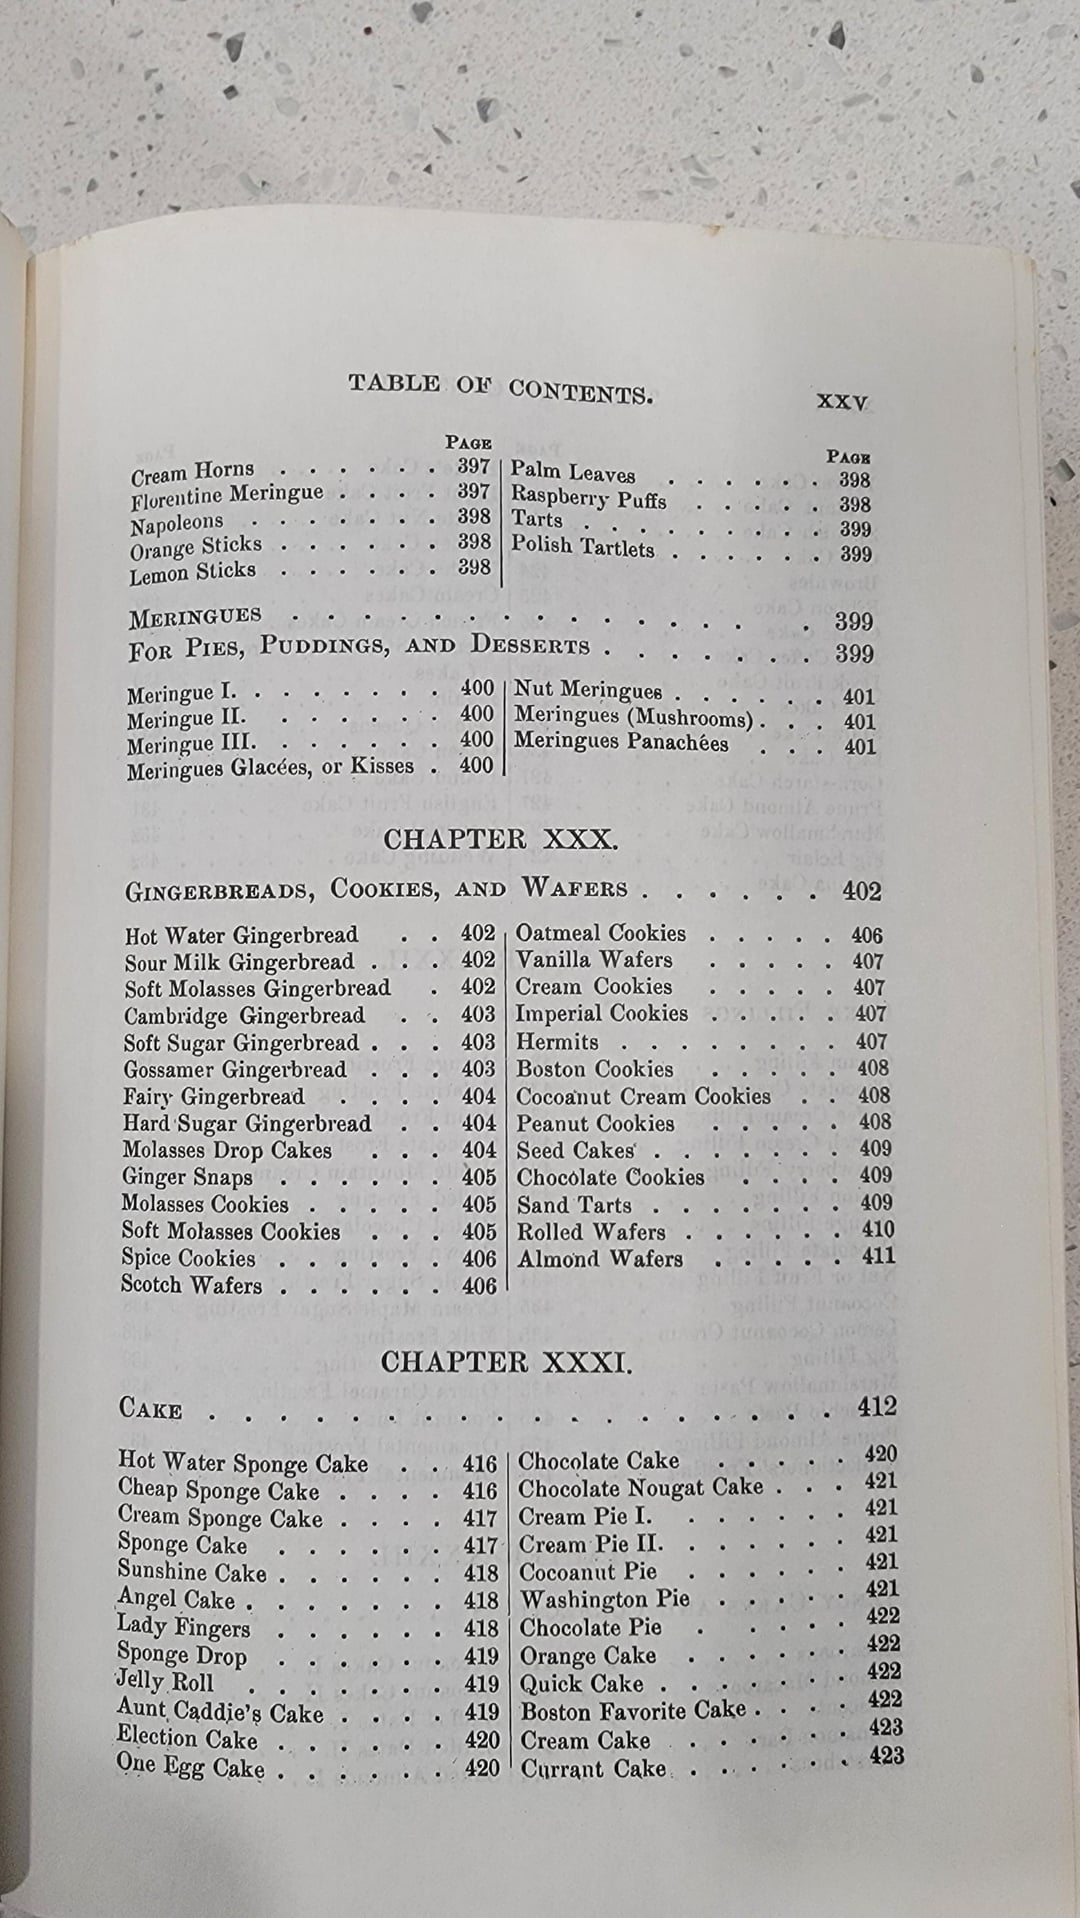 TABLE OF CONTENTS. XXV
PAGE
Cream Horns . . . . . . 397
Florentine Meringue . . . . 397
Napoleons . . . . . . 398
Orange Sticks . . . . . . 398
Lemon Sticks . . . . . . 398
PAGE
Palm Leaves . . . . . . 398
Raspberry Puffs . . . . . 398
Tarts . . . . . . . . 399
Polish Tartlets . . . . . . 399
MERINGUES . . . . . . . . . . . . . . . 399
FOR PIES, PUDDINGS, AND DESSERTS . . . . . . . . 399
Meringue I. . . . . . . . 400
Meringue II. . . . . . . 400
Meringue III. . . . . . . 400
Meringues Glacées, or Kisses . 400
Nut Meringues . . . . . . 401
Meringues (Mushrooms) . . . 401
Meringues Panachées . . . 401
CHAPTER XXX.
GINGERBREADS, COOKIES, AND WAFERS . . . . . . . 402
Hot Water Gingerbread . . 402
Sour Milk Gingerbread . . . 402
Soft Molasses Gingerbread . 402
Cambridge Gingerbread . . 403
Soft Sugar Gingerbread . . . 403
Gossamer Gingerbread . . . 403
Fairy Gingerbread . . . . 404
Hard Sugar Gingerbread . . 404
Molasses Drop Cakes . . . 404
Ginger Snaps . . . . . . 405
Molasses Cookies . . . . . 405
Soft Molasses Cookies . . . 405
Spice Cookies . . . . . . 406
Scotch Wafers . . . . . . 406
Oatmeal Cookies . . . . . 406
Vanilla Wafers . . . . . 407
Cream Cookies . . . . . 407
Imperial Cookies . . . . . 407
Hermits . . . . . . . . 407
Boston Cookies . . . . . 408
Cocoanut Cream Cookies . . 408
Peanut Cookies . . . . . 408
Seed Cakes . . . . . . . 409
Chocolate Cookies . . . . 409
Sand Tarts . . . . . . . 409
Rolled Wafers . . . . . . 410
Almond Wafers . . . . . 411
CHAPTER XXXI.
CAKE . . . . . . . . . . . . . . . . . . 412
Hot Water Sponge Cake . . 416
Cheap Sponge Cake . . . . 416
Cream Sponge Cake . . . . 417
Sponge Cake . . . . . . 417
Sunshine Cake . . . . . . 418
Angel Cake . . . . . . . 418
Lady Fingers . . . . . . 418
Sponge Drop . . . . . . 419
Jelly Roll . . . . . . . 419
Aunt Caddie's Cake . . . . 419
Election Cake . . . . . . 420
One Egg Cake . . . . . . 420
Chocolate Cake . . . . . 420
Chocolate Nougat Cake . . . 421
Cream Pie I. . . . . . . 421
Cream Pie II. . . . . . . 421
Cocoanut Pie . . . . . . 421
Washington Pie . . . . . 421
Chocolate Pie . . . . . 422
Orange Cake . . . . . . 422
Quick Cake . . . . . . . 422
Boston Favorite Cake . . . . 422
Cream Cake . . . . . . 423
Currant Cake . . . . . . 423